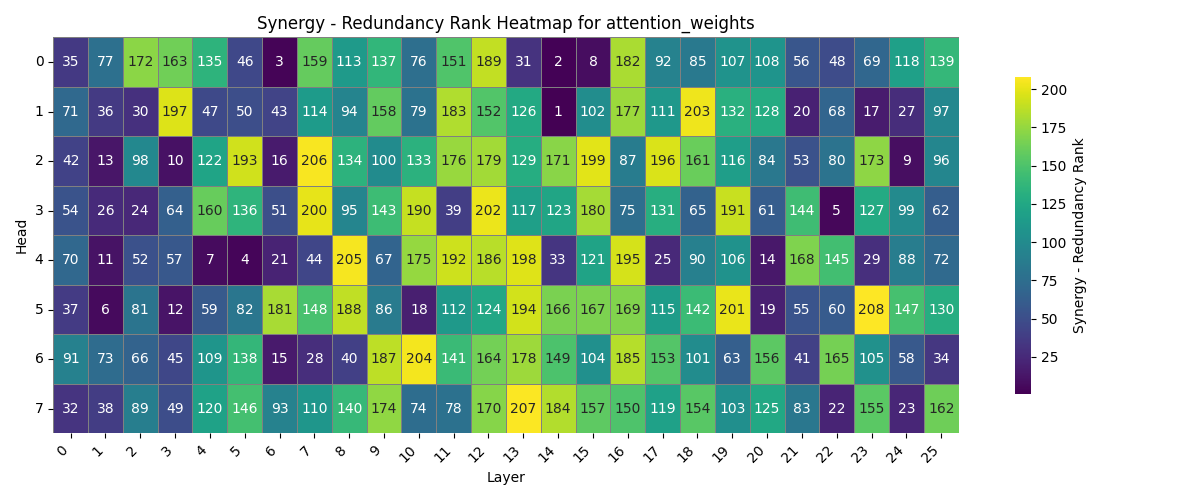 Synergy - Redundancy Rank Heatmap for attention_weights
0 35 77 172 163 135 46 3 159 113 137 76 151 189 31 2 8 182 92 85 107 108 56 48 69 118 139
1 71 36 30 197 47 50 43 114 94 158 79 183 152 126 1 102 177 111 203 132 128 20 68 17 27 97
2 42 13 98 10 122 193 16 206 134 100 133 176 179 129 171 199 87 196 161 116 84 53 80 173 9 96
3 54 26 24 64 160 136 51 200 95 143 190 39 202 117 123 180 75 131 65 191 61 144 5 127 99 62
4 70 11 52 57 7 4 21 44 205 67 175 192 186 198 33 121 195 25 90 106 14 168 145 29 88 72
5 37 6 81 12 59 82 181 148 188 86 18 112 124 194 166 167 169 115 142 201 19 55 60 208 147 130
6 91 73 66 45 109 138 15 28 40 187 204 141 164 178 149 104 185 153 101 63 156 41 165 105 58 34
7 32 38 89 49 120 146 93 110 140 174 74 78 170 207 184 157 150 119 154 103 125 83 22 155 23 162
0 1 2 3 4 5 6 7 8 9 10 11 12 13 14 15 16 17 18 19 20 21 22 23 24 25
Layer
Head
200
175
150
125
100
75
50
25
Synergy - Redundancy Rank